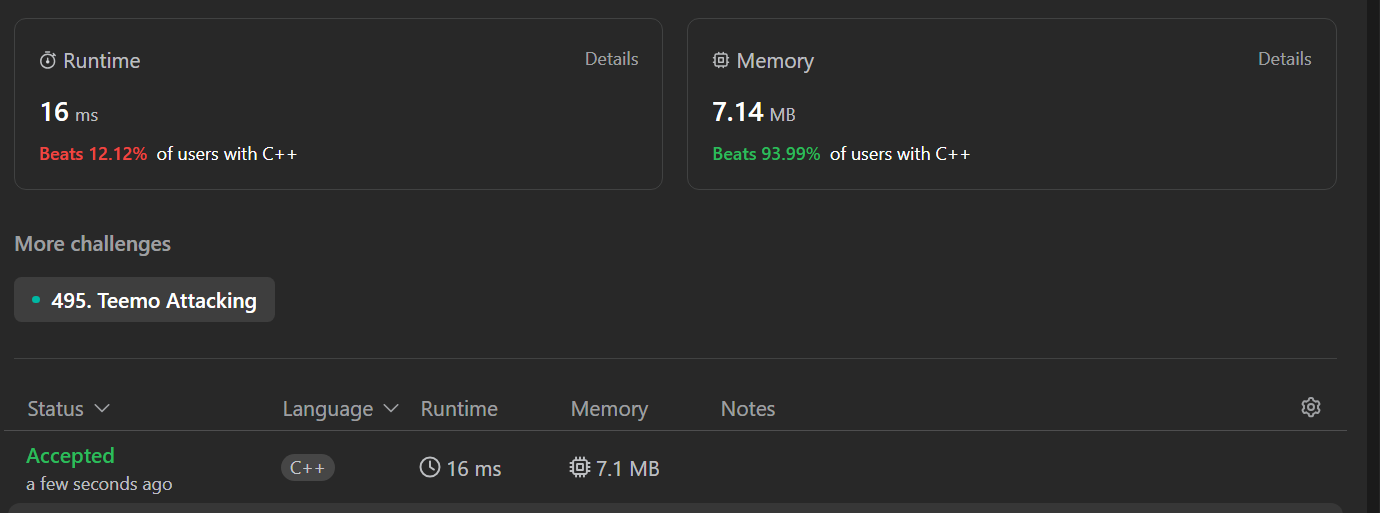 Runtime Details
16 ms
Beats 12.12% of users with C++
Memory Details
7.14 MB
Beats 93.99% of users with C++
More challenges
495. Teemo Attacking
Status Language Runtime Memory Notes
Accepted
a few seconds ago
C++ 16 ms 7.1 MB